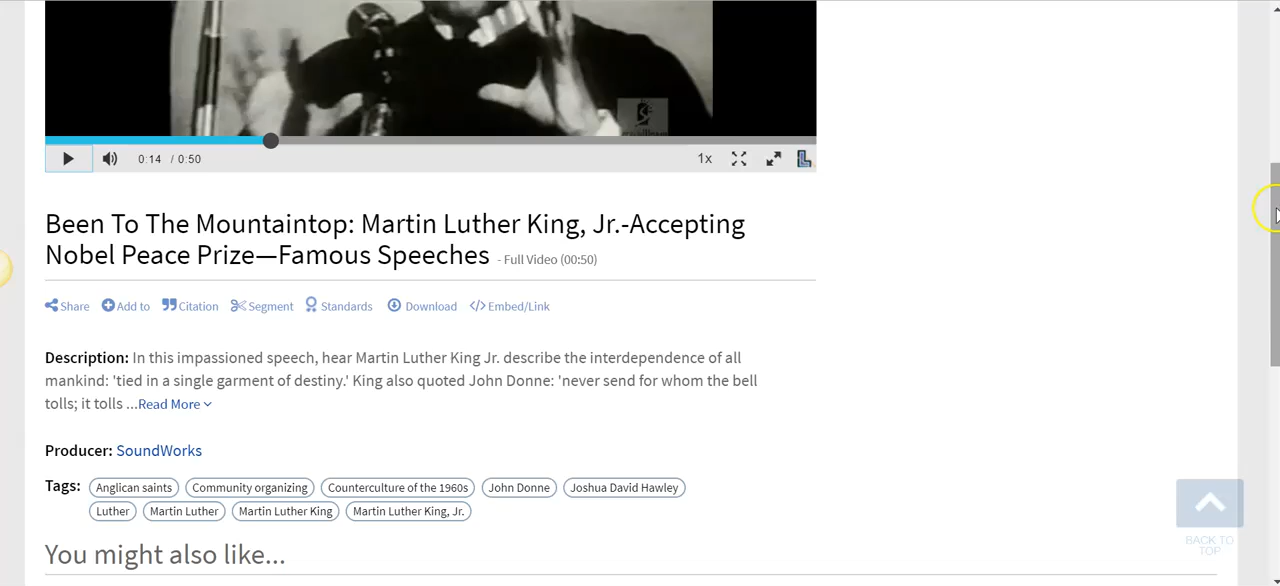 0:14 / 0:50 1x
Been To The Mountaintop: Martin Luther King, Jr.-Accepting
Nobel Peace Prize—Famous Speeches - Full Video (00:50)
Share Add to Citation Segment Standards Download Embed/Link
Description: In this impassioned speech, hear Martin Luther King Jr. describe the interdependence of all
mankind: 'tied in a single garment of destiny.' King also quoted John Donne: 'never send for whom the bell
tolls; it tolls ...Read More
Producer: SoundWorks
Tags: Anglican saints Community organizing Counterculture of the 1960s John Donne Joshua David Hawley
Luther Martin Luther Martin Luther King Martin Luther King, Jr.
BACK TO
TOP
You might also like...